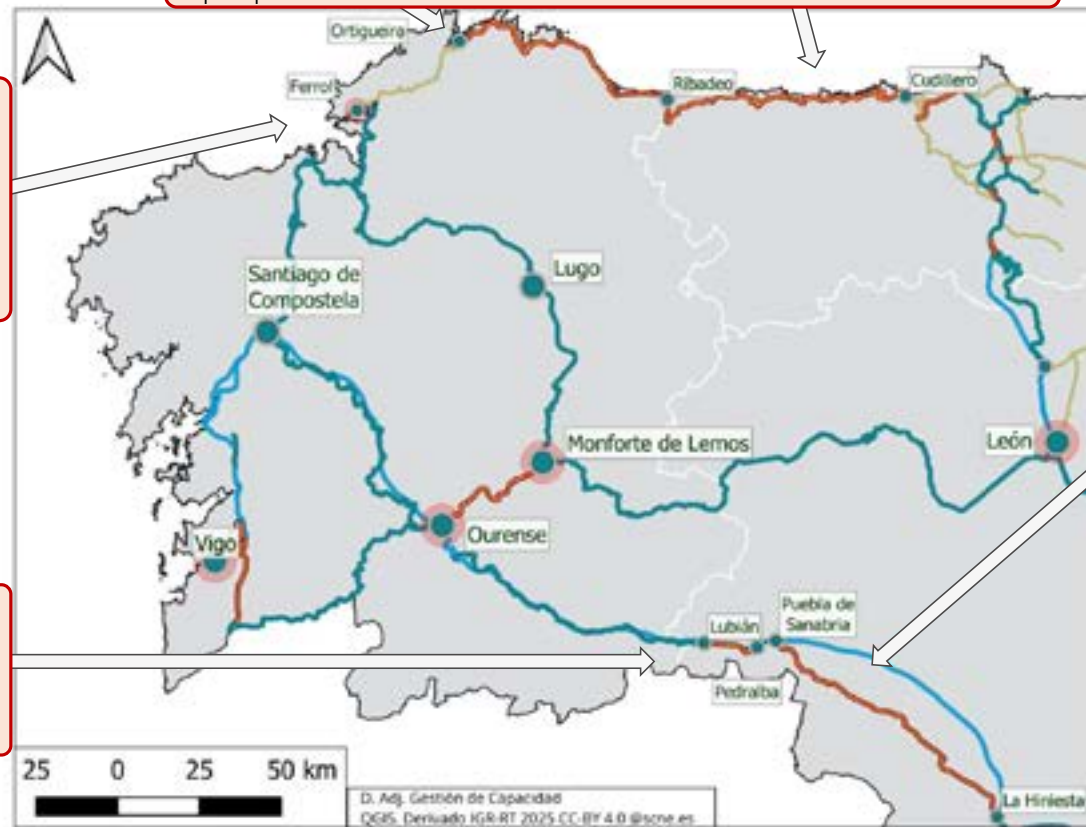 Ortigueira
Ferrol
Ribadeo
Cudillero
Santiago de
Compostela
Lugo
Monforte de Lemos
León
Ourense
Vigo
Lubián
Puebla de
Sanabria
Pedralba
La Hiniesta
25 0 25 50 km
D. Adj. Gestión de Capacidad
QGIS. Derivado IGR-RT 2025 CC-BY 4.0 @scne.es